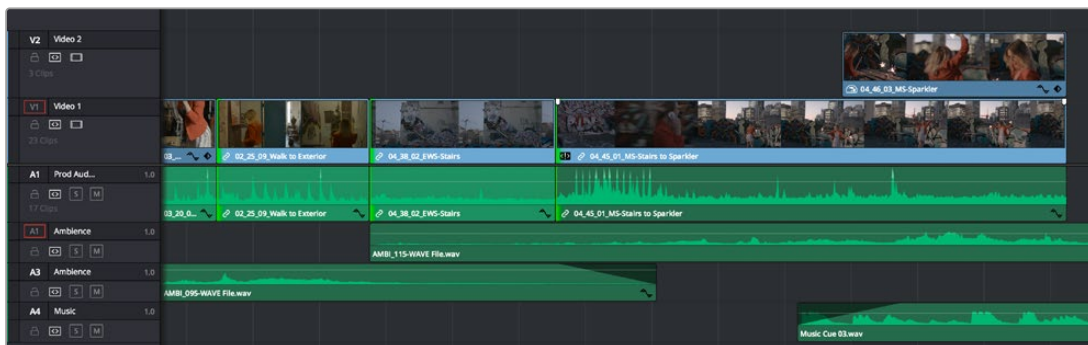 V2 Video 2
3 Clips
04_46_03_MS-Sparkler
V1 Video 1
23 Clips
03_... 02_25_09_Walk to Exterior 04_38_02_EWS-Stairs 04_45_01_MS-Stairs to Sparkler
A1 Prod Aud... 1.0
S M
17 Clips
03_20_0... 02_25_09_Walk to Exterior 04_38_02_EWS-Stairs 04_45_01_MS-Stairs to Sparkler
A1 Ambience 1.0
S M
AMBI_115-WAVE File.wav
A3 Ambience 1.0
S M
AMBI_095-WAVE File.wav
A4 Music 1.0
S M
Music Cue 03.wav